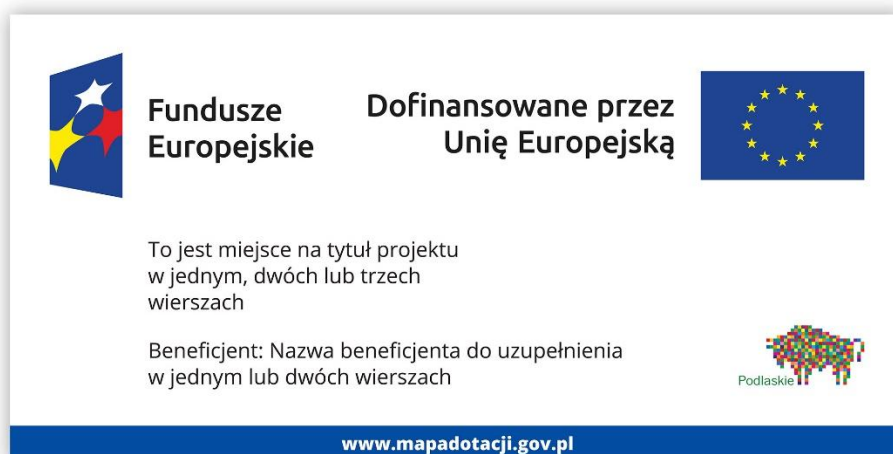 Fundusze
Europejskie
Dofinansowane przez
Unię Europejską
To jest miejsce na tytuł projektu
w jednym, dwóch lub trzech
wierszach
Beneficjent: Nazwa beneficjenta do uzupełnienia
w jednym lub dwóch wierszach
Podlaskie
www.mapadotacji.gov.pl